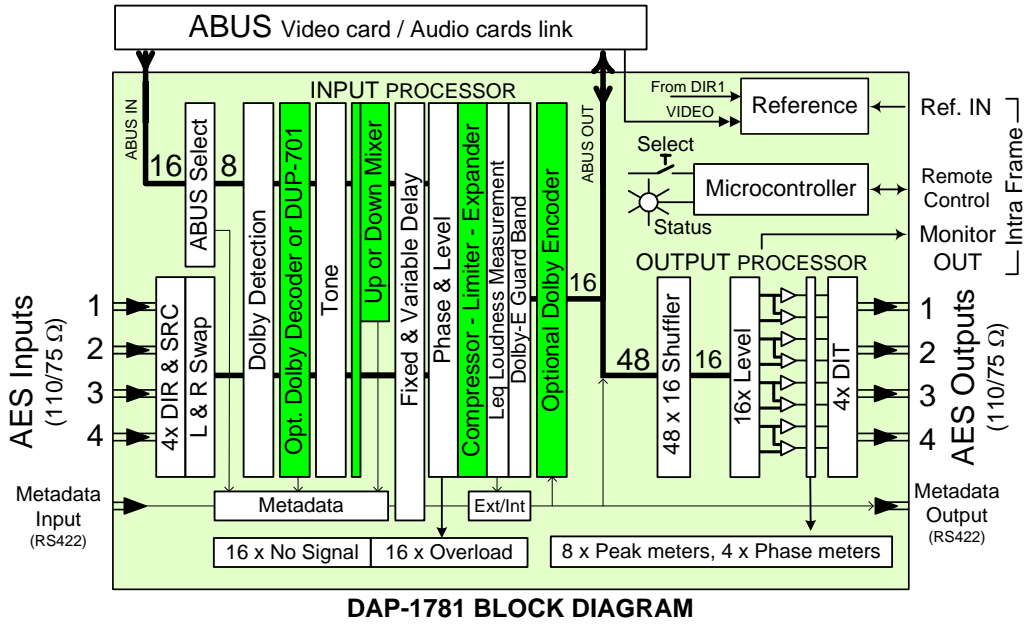 ABUS Video card / Audio cards link
INPUT PROCESSOR
ABUS IN
16
ABUS Select
8
Dolby Detection
Opt. Dolby Decoder or DUP-701
Tone
Up or Down Mixer
Fixed & Variable Delay
Phase & Level
Compressor - Limiter - Expander
Leq Loudness Measurement
Dolby-E Guard Band
Optional Dolby Encoder
16
ABUS OUT
From DIR1
VIDEO
Reference
Ref. IN
Select
Status
Microcontroller
Remote
Control
Monitor
OUT
Intra Frame
OUTPUT PROCESSOR
AES Inputs
(110/75 Ω)
1
2
3
4
4x DIR & SRC
L & R Swap
48
48 x 16 Shuffler
16
16x Level
4x DIT
1
2
3
4
AES Outputs
(110/75 Ω)
Metadata
Input
(RS422)
Metadata
Ext/Int
Metadata
Output
(RS422)
16 x No Signal
16 x Overload
8 x Peak meters, 4 x Phase meters
DAP-1781 BLOCK DIAGRAM